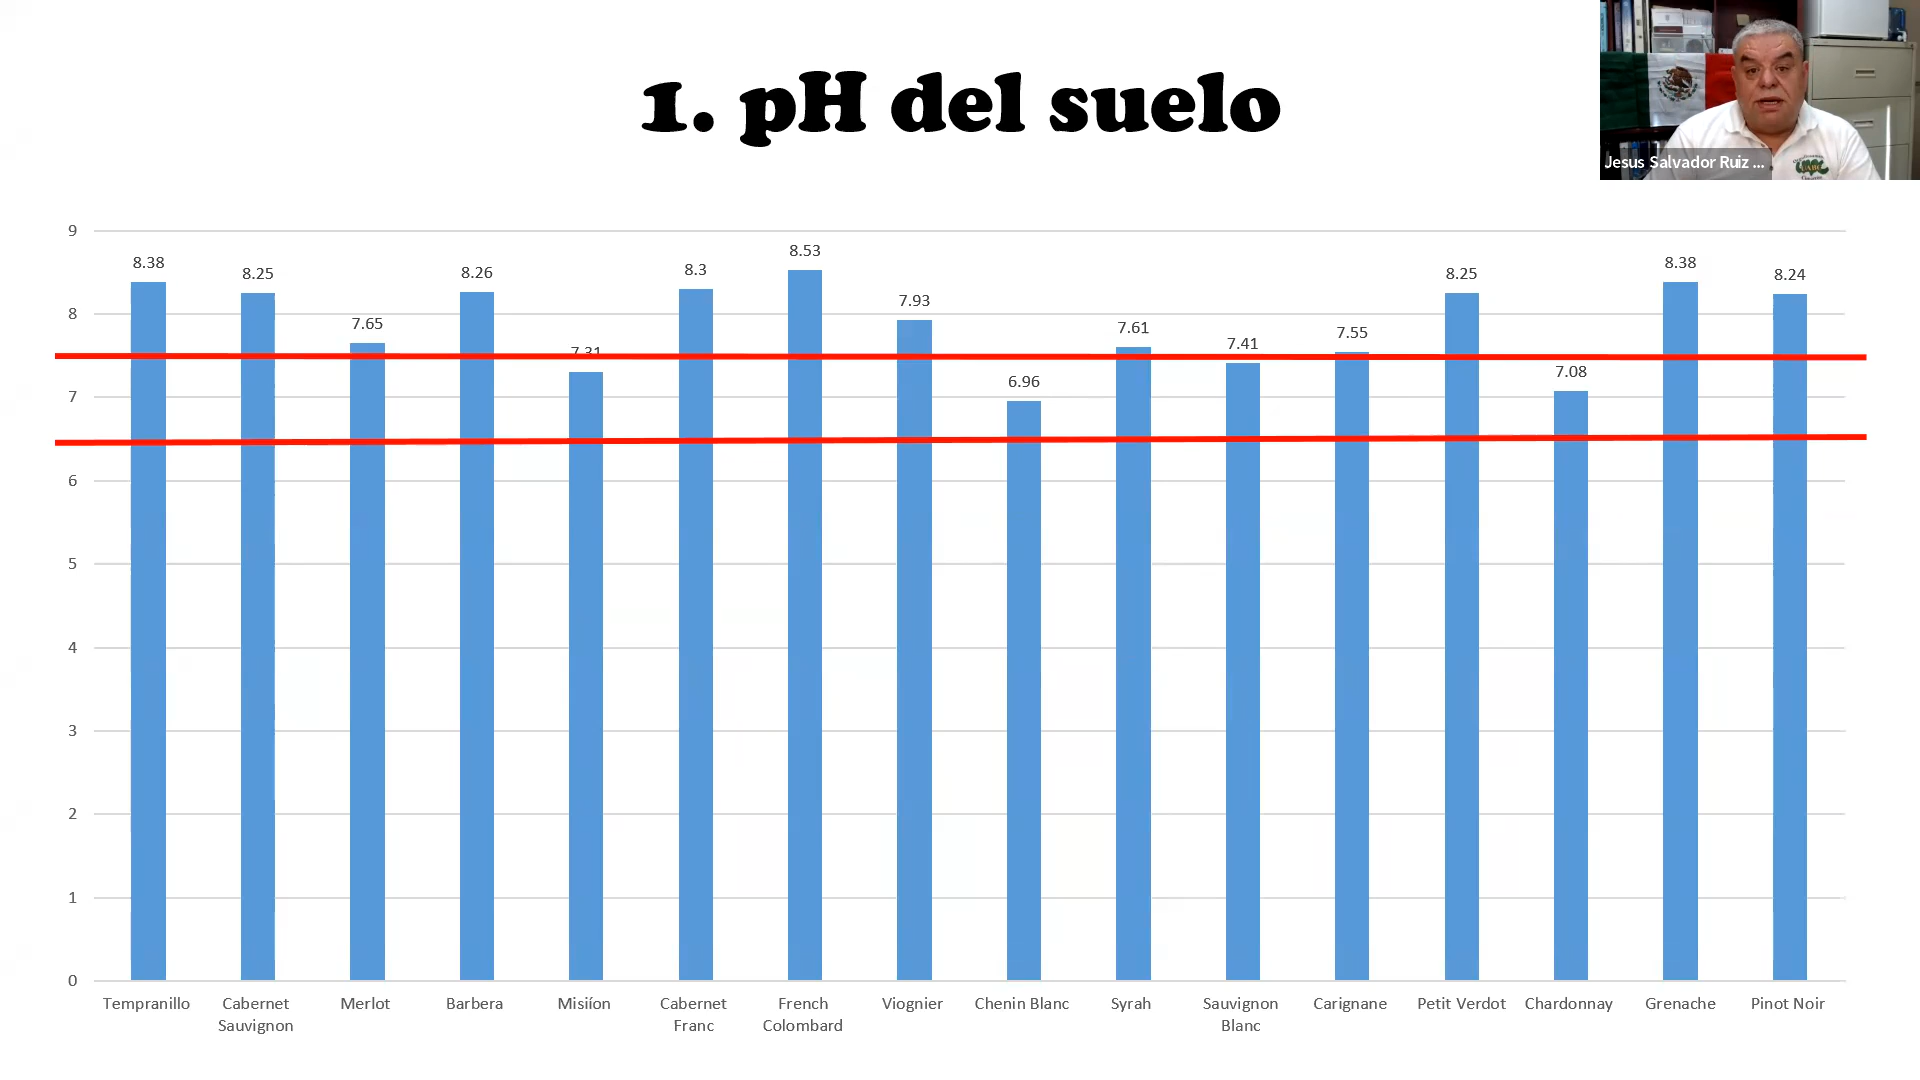 1. pH del suelo
Jesus Salvador Ruiz ...
UABC
9
8
7
6
5
4
3
2
1
0
8.38
8.25
7.65
8.26
7.31
8.3
8.53
7.93
6.96
7.61
7.41
7.55
8.25
7.08
8.38
8.24
Tempranillo
Cabernet
Sauvignon
Merlot
Barbera
Misiíon
Cabernet
Franc
French
Colombard
Viognier
Chenin Blanc
Syrah
Sauvignon
Blanc
Carignane
Petit Verdot
Chardonnay
Grenache
Pinot Noir